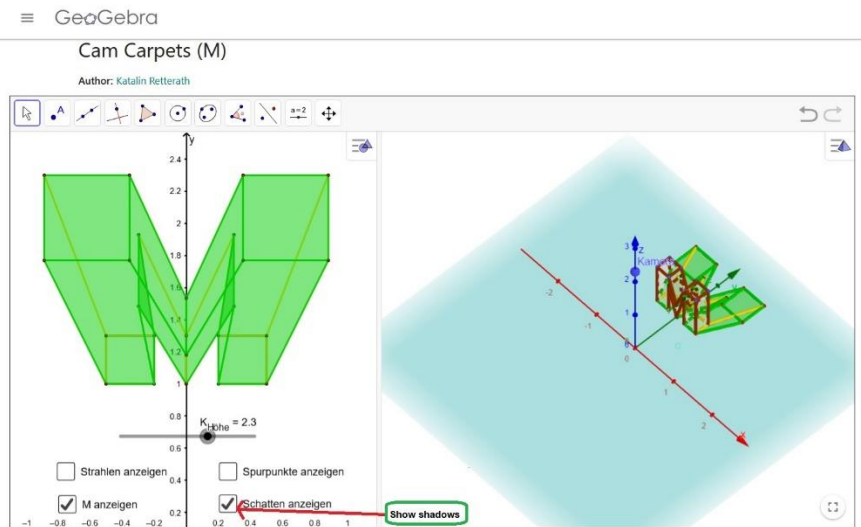 GeoGebra
Cam Carpets (M)
Author: Katalin Retterath
A
a=2
y
2.4
2.2
2
1.8
1.6
1.4
1.2
1
0.8
0.6
0.4
0.2
K Höhe = 2.3
Strahlen anzeigen
Spurpunkte anzeigen
M anzeigen
Schatten anzeigen
Show shadows
-1 -0.8 -0.6 -0.4 -0.2 0.2 0.4 0.6 0.8 1
3
z
2
1
0
-2
-1
0
1
2
x